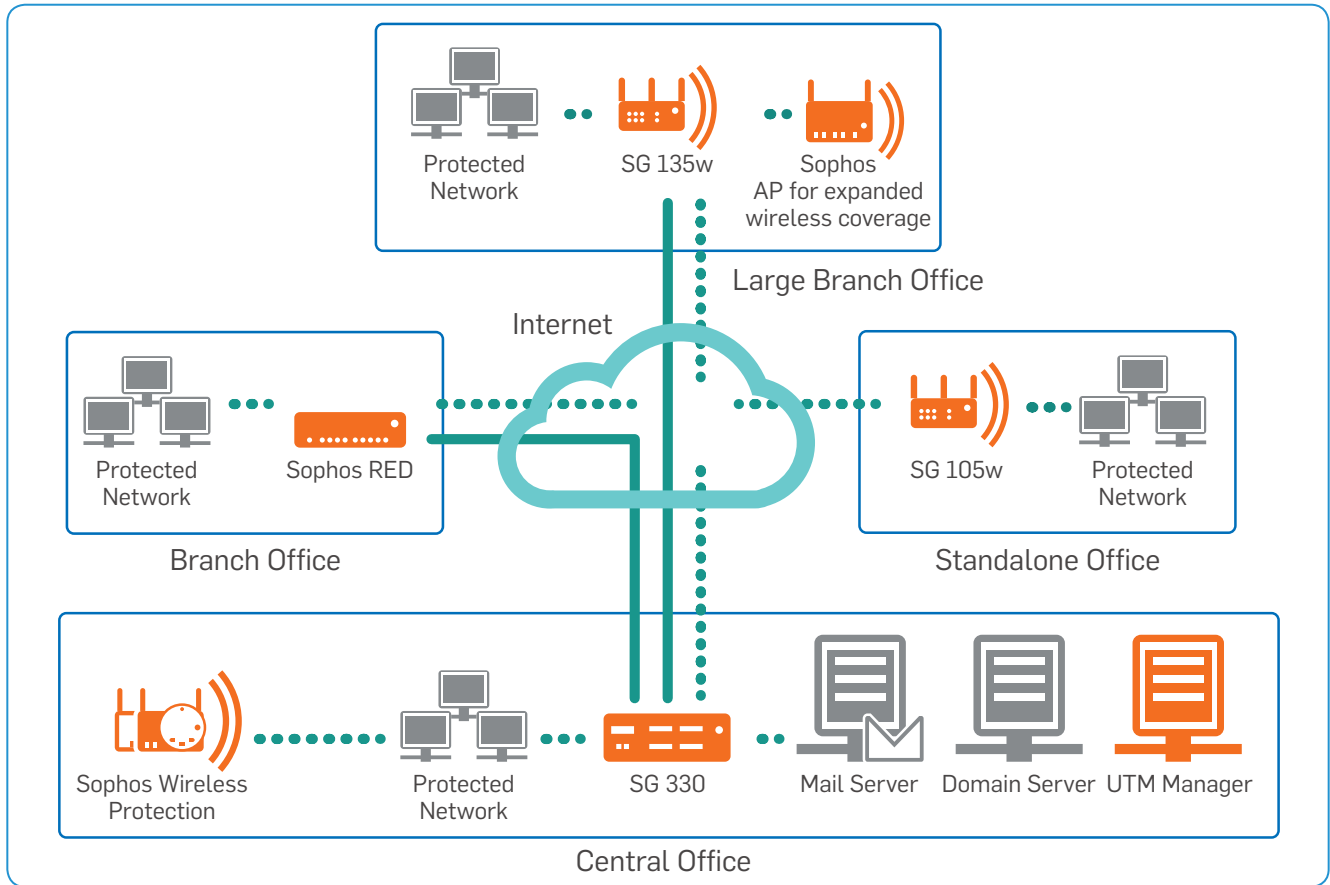 Protected
Network
SG 135w
Sophos
AP for expanded
wireless coverage
Large Branch Office
Internet
Protected
Network
Sophos RED
Branch Office
SG 105w
Protected
Network
Standalone Office
Sophos Wireless
Protection
Protected
Network
SG 330
Mail Server
Domain Server
UTM Manager
Central Office